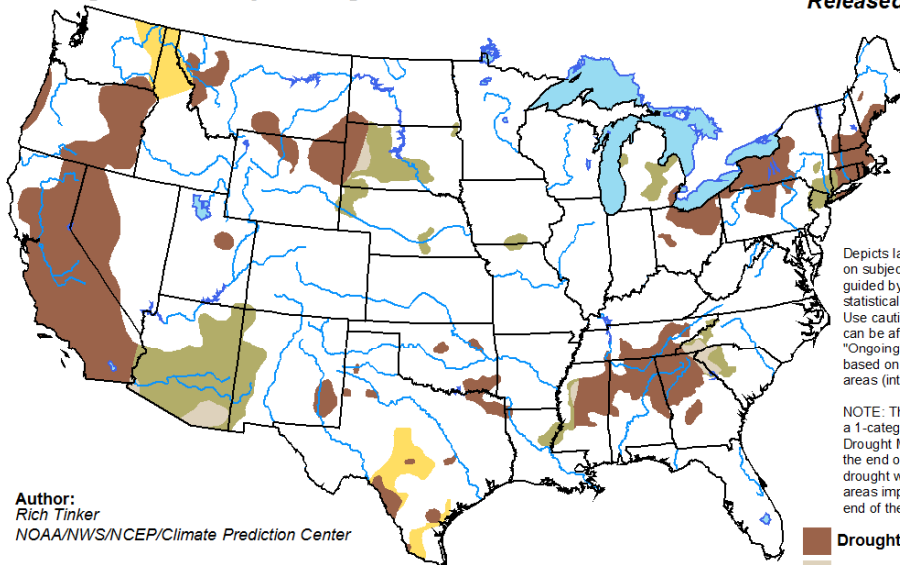 Released
Depicts la
on subjec
guided by
statistical
Use cauti
can be aff
"Ongoing
based on
areas (int
NOTE: Th
a 1-categ
Drought M
the end o
drought w
areas imp
end of the
Author:
Rich Tinker
NOAA/NWS/NCEP/Climate Prediction Center
Drought